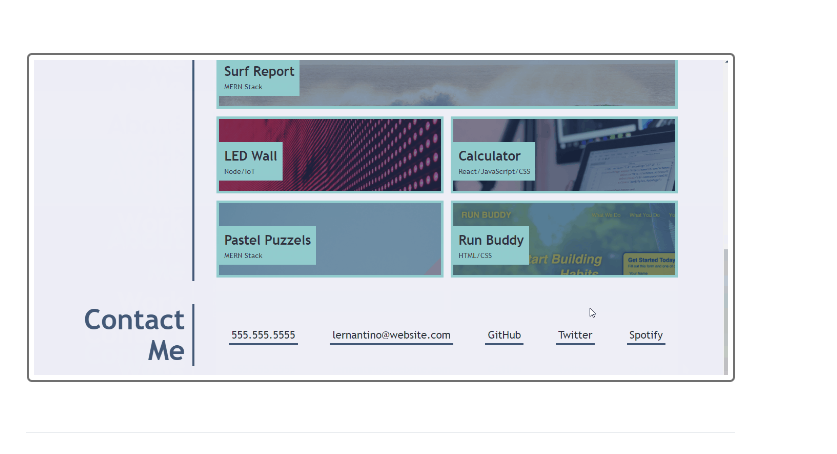 Surf Report
MERN Stack
LED Wall
Node/IoT
Calculator
React/JavaScript/CSS
Pastel Puzzels
MERN Stack
RUN BUDDY
Run Buddy
HTML/CSS
art Building
Habits
Get Started Today
Contact
Me
555.555.5555
lernantino@website.com
GitHub
Twitter
Spotify